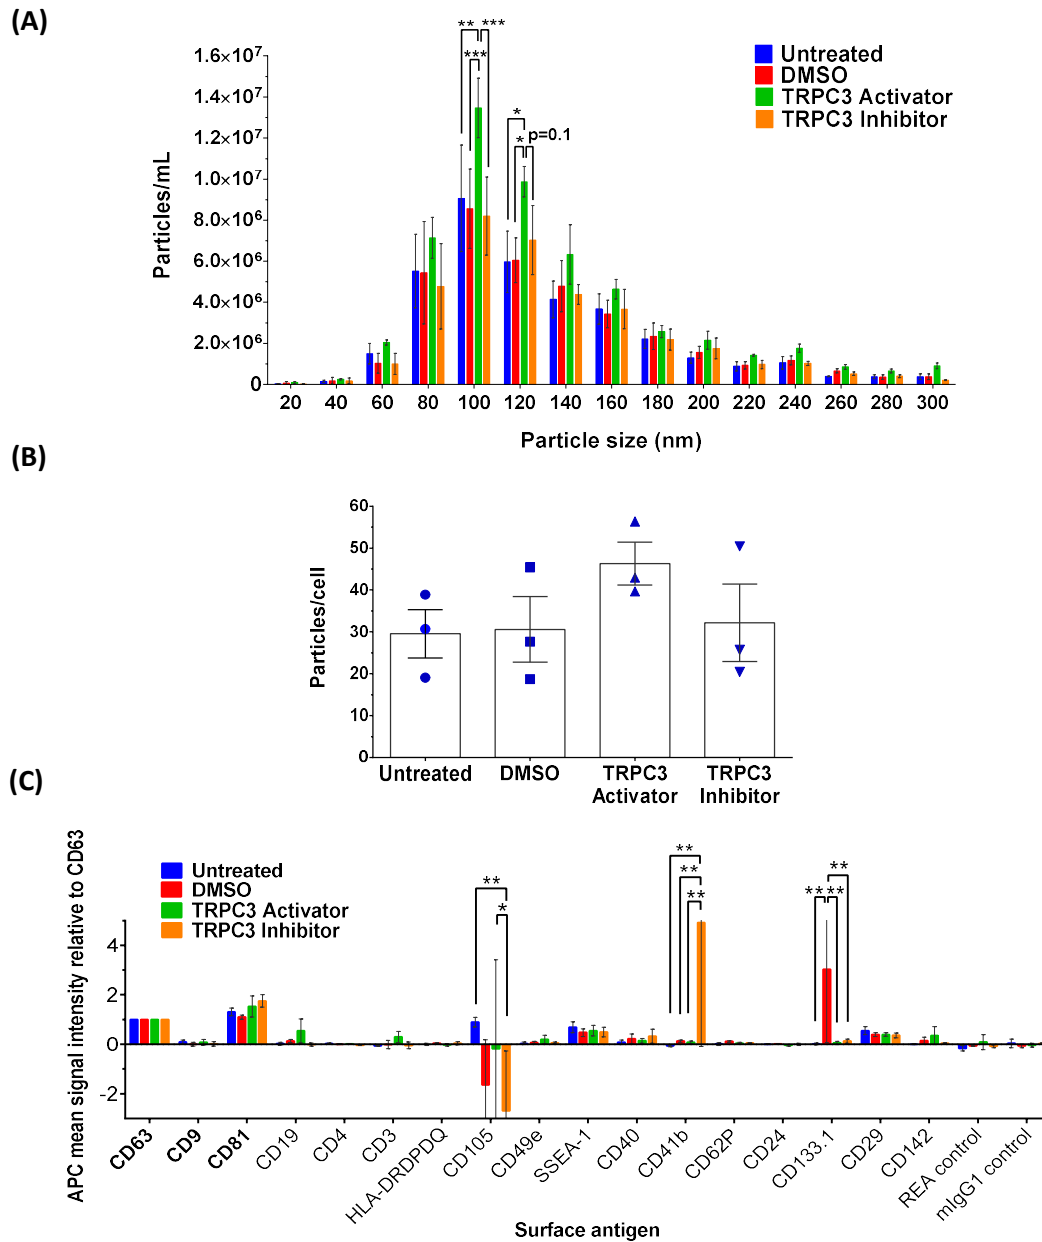 (A)
** ***
***
*
* p=0.1
Untreated
DMSO
TRPC3 Activator
TRPC3 Inhibitor
Particles/mL
1.6×10⁷
1.4×10⁷
1.2×10⁷
1.0×10⁷
8.0×10⁶
6.0×10⁶
4.0×10⁶
2.0×10⁶
0
20 40 60 80 100 120 140 160 180 200 220 240 260 280 300
Particle size (nm)
(B)
Particles/cell
60
50
40
30
20
10
0
Untreated DMSO TRPC3 Activator TRPC3 Inhibitor
(C)
APC mean signal intensity relative to CD63
Untreated
DMSO
TRPC3 Activator
TRPC3 Inhibitor
**
*
**
**
**
**
** **
4
2
0
-2
CD63 CD9 CD81 CD19 CD4 CD3 HLA-DRDPDQ CD105 CD49e SSEA-1 CD40 CD41b CD62P CD24 CD133.1 CD29 CD142 REA control mIgG1 control
Surface antigen